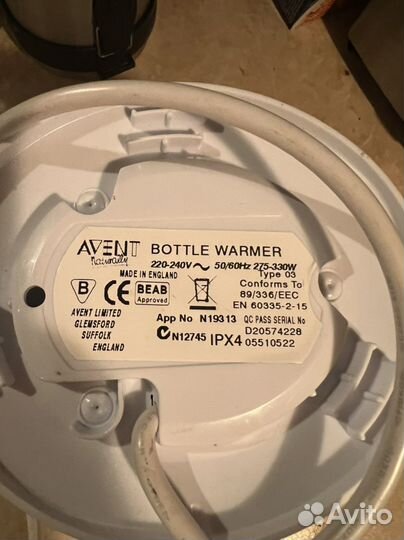 AVENT BOTTLE WARMER
naturally 220-240V ~ 50/60Hz 275-330W
MADE IN ENGLAND
Type 03
Conforms To
B CE BEAB Approved 89/336/EEC
EN 60335-2-15
AVENT LIMITED
GLEMSFORD
SUFFOLK
ENGLAND
App No N19313 QC PASS SERIAL No
D20574228
N12745 IPX4 05510522
Avito